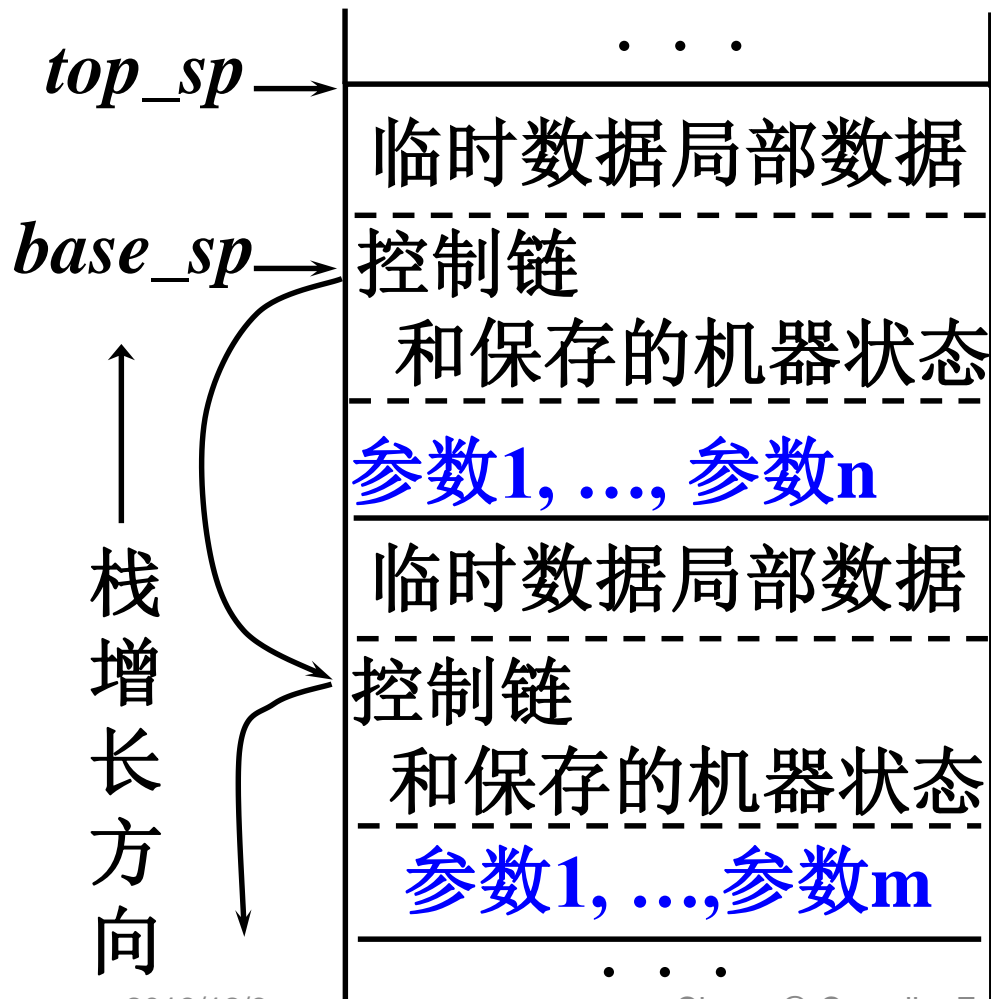 . . .
top_sp
临时数据局部数据
base_sp
控制链
和保存的机器状态
参数1, …, 参数n
临时数据局部数据
控制链
和保存的机器状态
参数1, …,参数m
栈增长方向
. . .